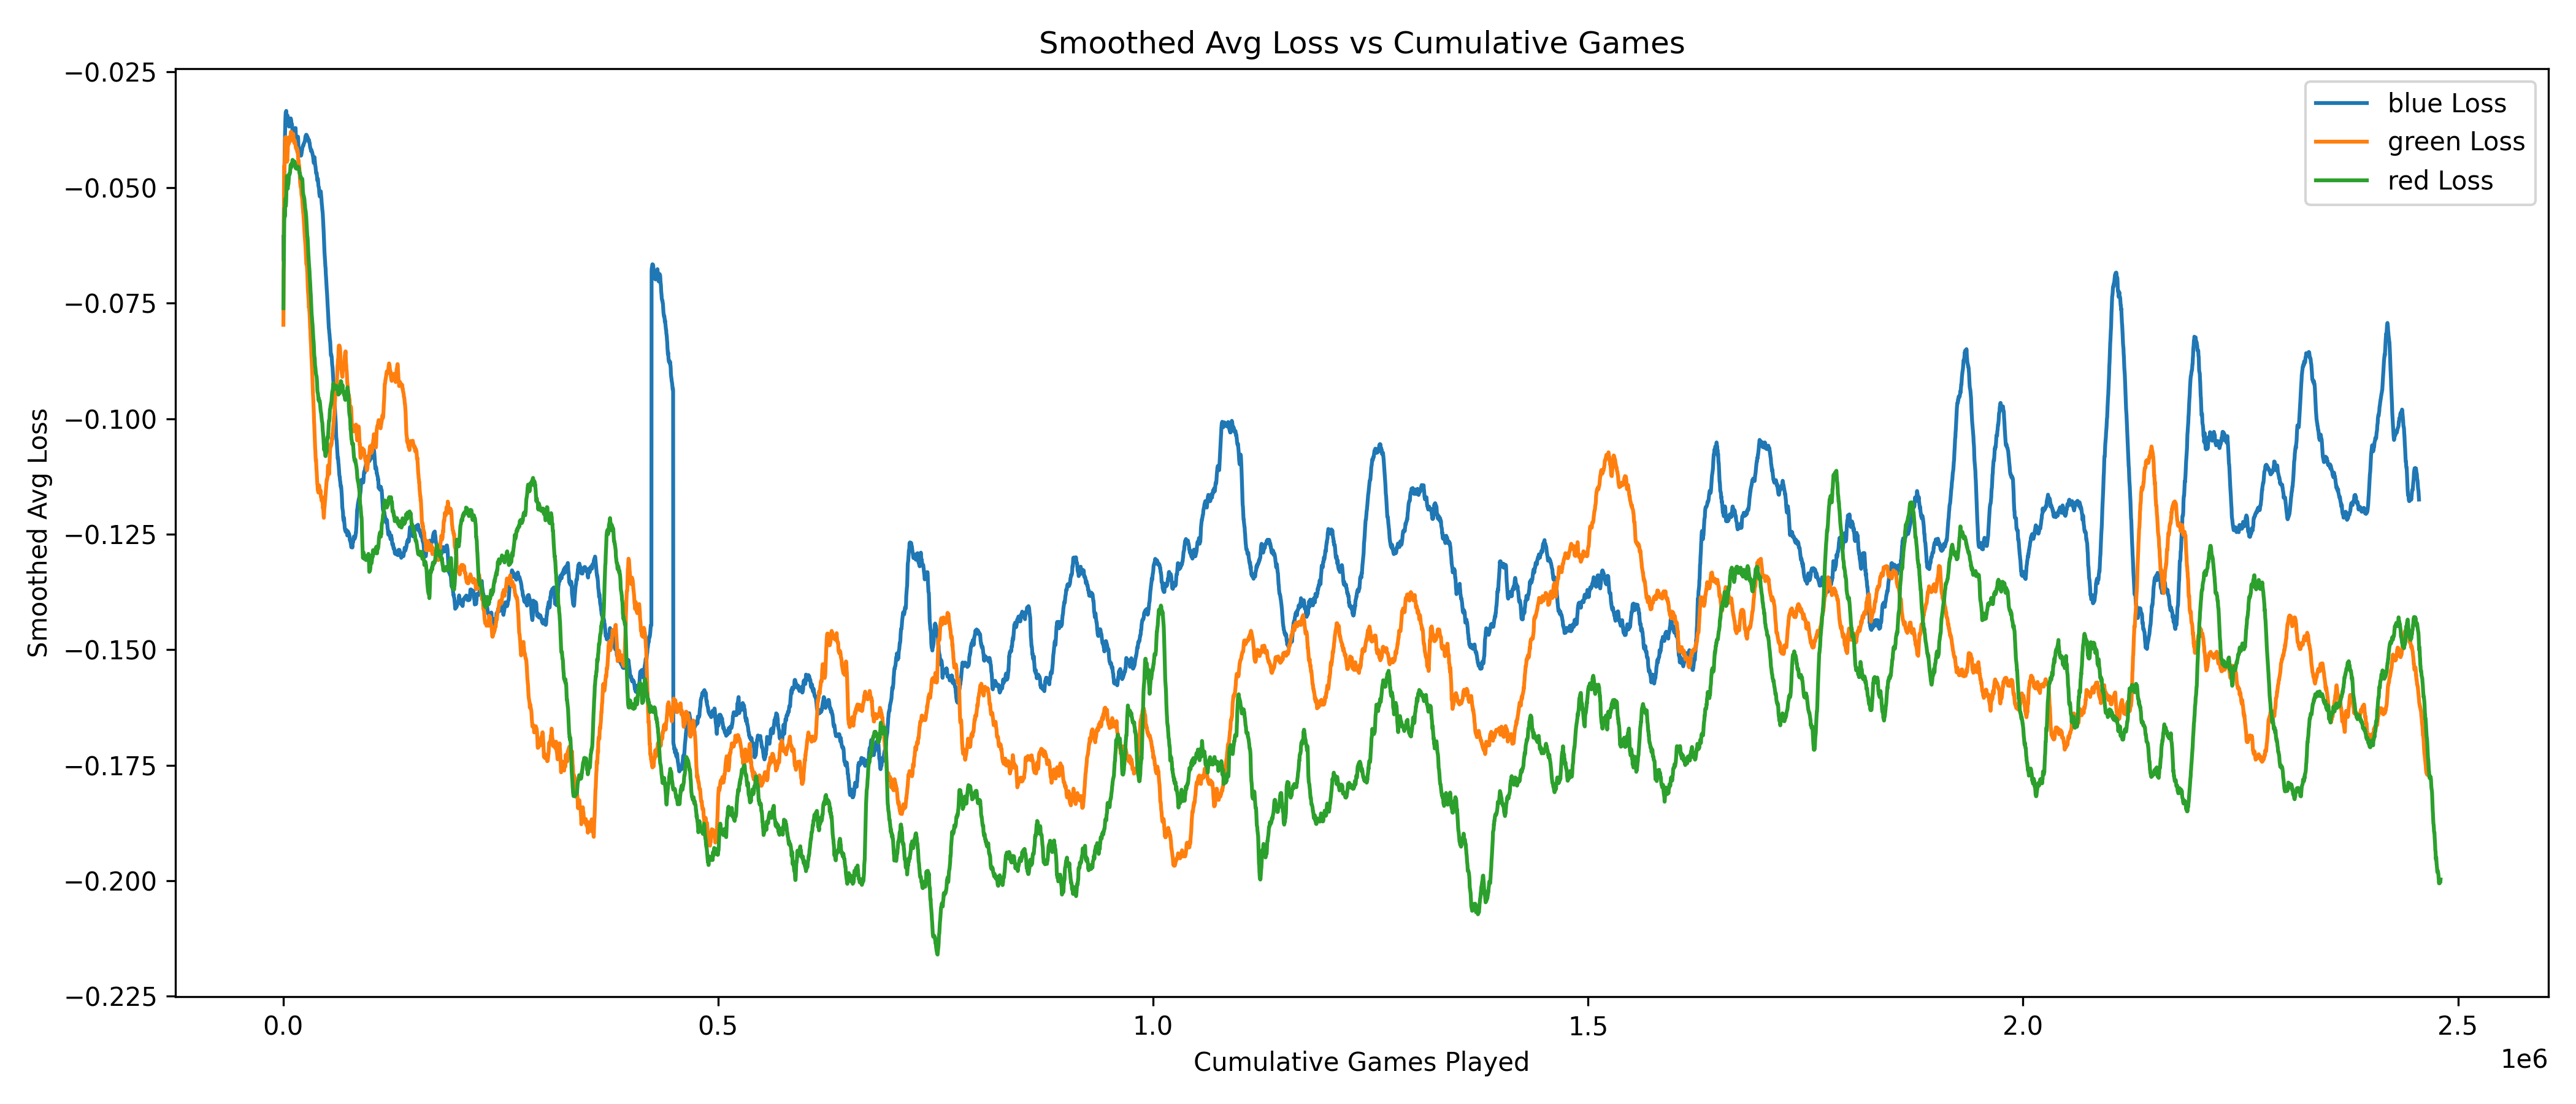 Smoothed Avg Loss vs Cumulative Games
Smoothed Avg Loss
−0.025
−0.050
−0.075
−0.100
−0.125
−0.150
−0.175
−0.200
−0.225
blue Loss
green Loss
red Loss
0.0 0.5 1.0 1.5 2.0 2.5
1e6
Cumulative Games Played